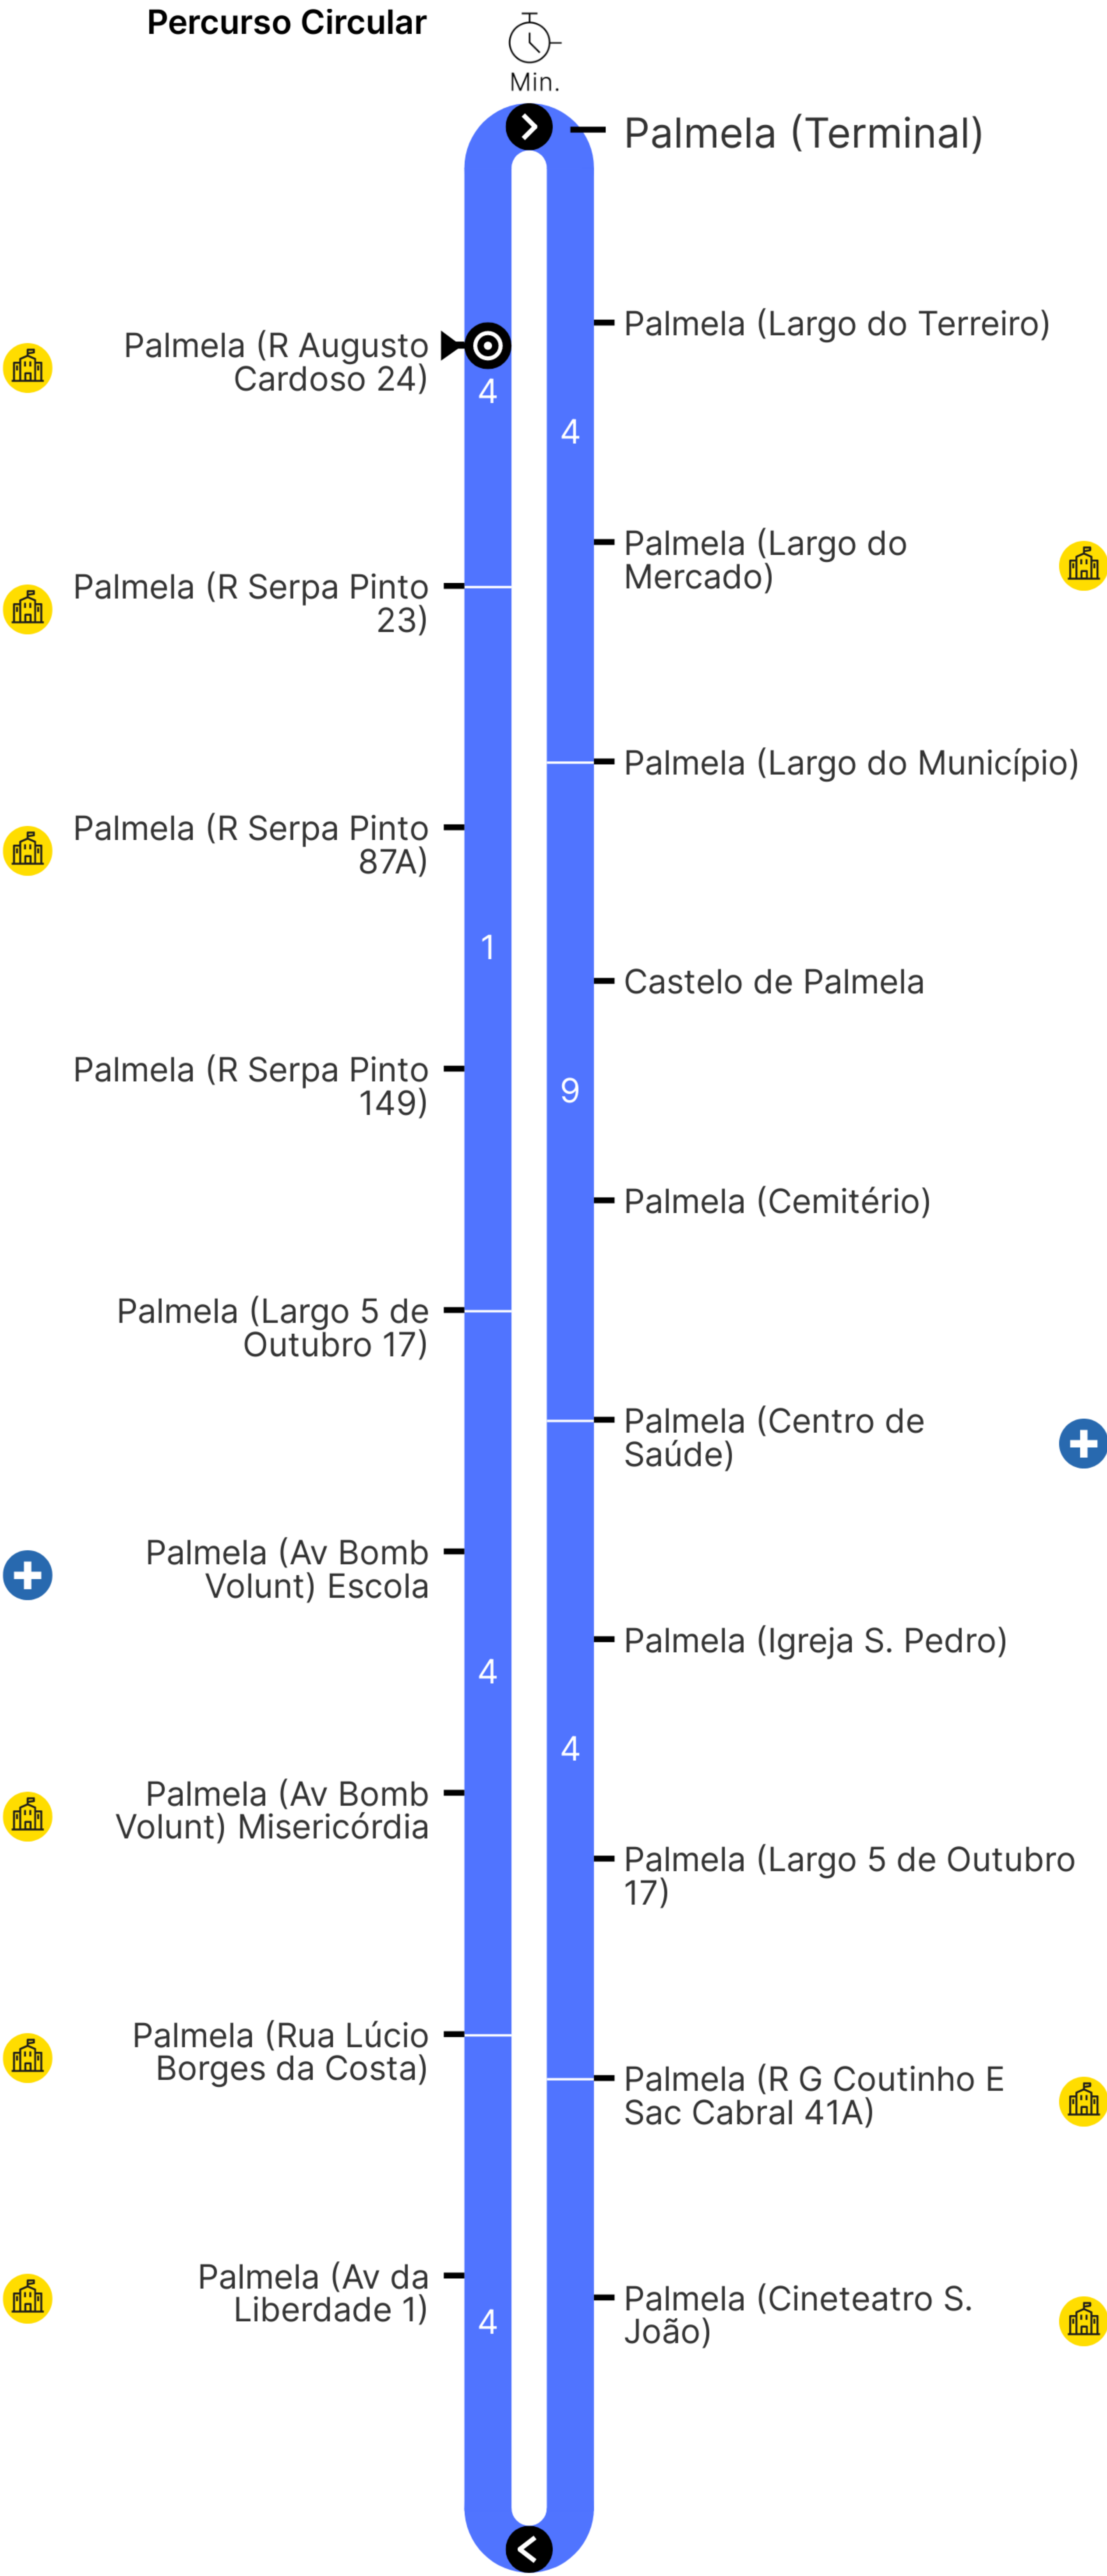 Percurso Circular
Min.
Palmela (Terminal)
Palmela (Largo do Terreiro)
Palmela (R Augusto
Cardoso 24)
4
4
Palmela (Largo do
Mercado)
Palmela (R Serpa Pinto
23)
Palmela (Largo do Município)
Palmela (R Serpa Pinto
87A)
1
Castelo de Palmela
Palmela (R Serpa Pinto
149)
9
Palmela (Cemitério)
Palmela (Largo 5 de
Outubro 17)
Palmela (Centro de
Saúde)
Palmela (Av Bomb
Volunt) Escola
Palmela (Igreja S. Pedro)
4
4
Palmela (Av Bomb
Volunt) Misericórdia
Palmela (Largo 5 de Outubro
17)
Palmela (Rua Lúcio
Borges da Costa)
Palmela (R G Coutinho E
Sac Cabral 41A)
Palmela (Av da
Liberdade 1)
Palmela (Cineteatro S.
João)
4